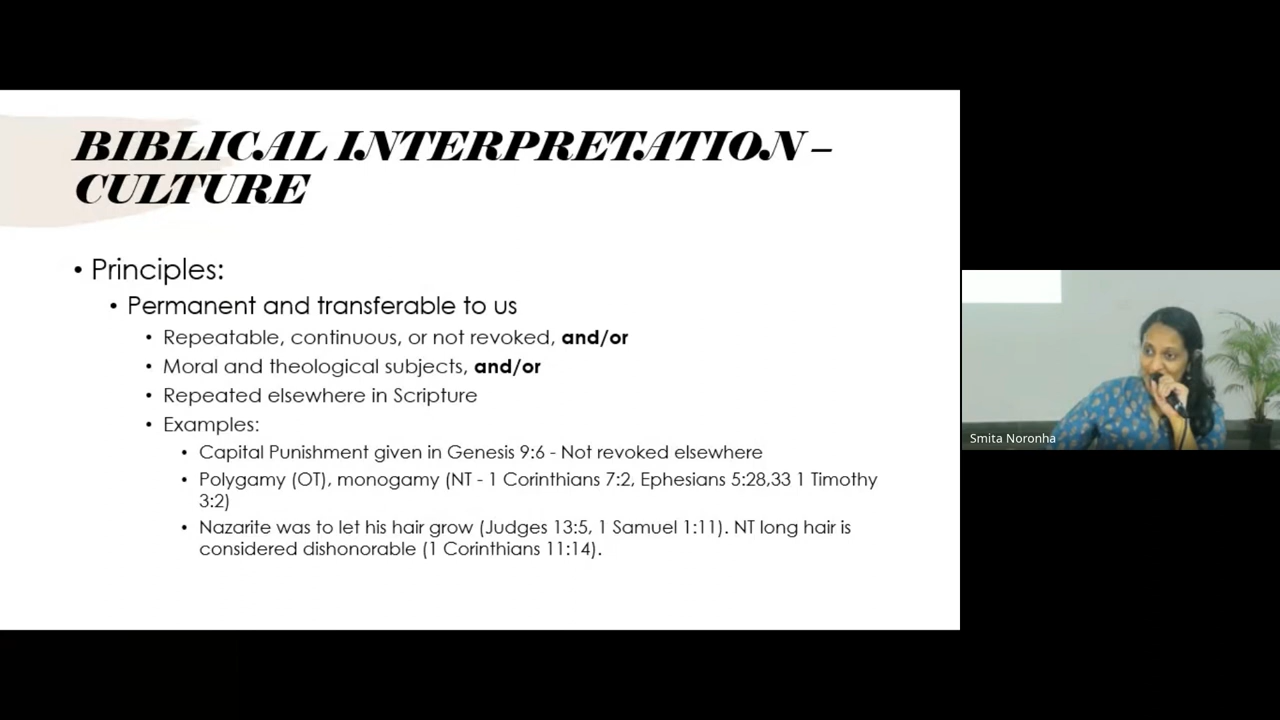 BIBLICAL INTERPRETATION –
CULTURE
• Principles:
• Permanent and transferable to us
• Repeatable, continuous, or not revoked, and/or
• Moral and theological subjects, and/or
• Repeated elsewhere in Scripture
• Examples:
• Capital Punishment given in Genesis 9:6 - Not revoked elsewhere
• Polygamy (OT), monogamy (NT - 1 Corinthians 7:2, Ephesians 5:28,33 1 Timothy
3:2)
• Nazarite was to let his hair grow (Judges 13:5, 1 Samuel 1:11). NT long hair is
considered dishonorable (1 Corinthians 11:14).
Smita Noronha